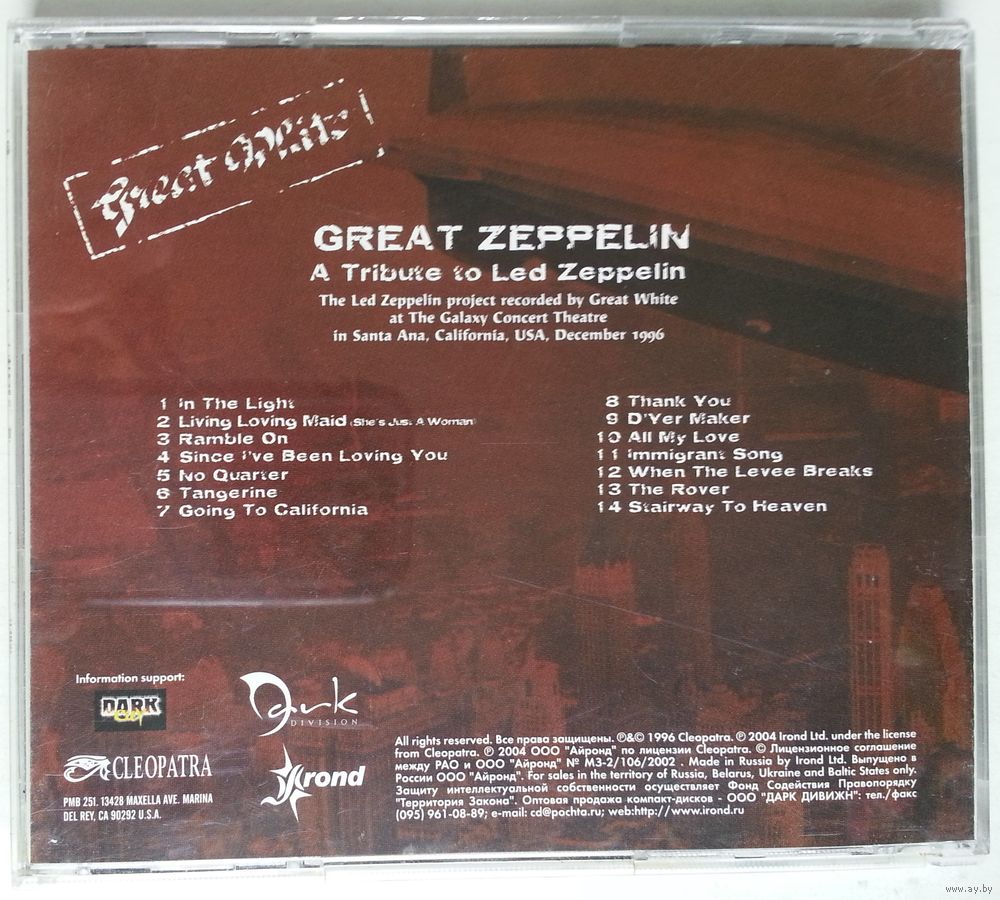 Great White
GREAT ZEPPELIN
A Tribute to Led Zeppelin
The Led Zeppelin project recorded by Great White
at The Galaxy Concert Theatre
in Santa Ana, California, USA, December 1996
1 In The Light
2 Living Loving Maid (She's Just A Woman)
3 Ramble On
4 Since I've Been Loving You
5 No Quarter
6 Tangerine
7 Going To California
8 Thank You
9 D'Yer Maker
10 All My Love
11 Immigrant Song
12 When The Levee Breaks
13 The Rover
14 Stairway To Heaven
Information support:
DARK
City
Dark
DIVISION
CLEOPATRA
Irond
PMB 251. 13428 MAXELLA AVE. MARINA
DEL REY, CA 90292 U.S.A.
All rights reserved. Все права защищены. ℗&© 1996 Cleopatra. ℗ 2004 Irond Ltd. under the license
from Cleopatra. ℗ 2004 ООО "Айронд" по лицензии Cleopatra. © Лицензионное соглашение
между РАО и ООО "Айронд" № МЗ-2/106/2002 . Made in Russia by Irond Ltd. Выпущено в
России ООО "Айронд". For sales in the territory of Russia, Belarus, Ukraine and Baltic States only.
Защиту интеллектуальной собственности осуществляет Фонд Содействия Правопорядку
"Территория Закона". Оптовая продажа компакт-дисков - ООО "ДАРК ДИВИЖН": тел./факс
(095) 961-08-89; e-mail: cd@pochta.ru; web:http://www.irond.ru
www.ay.by